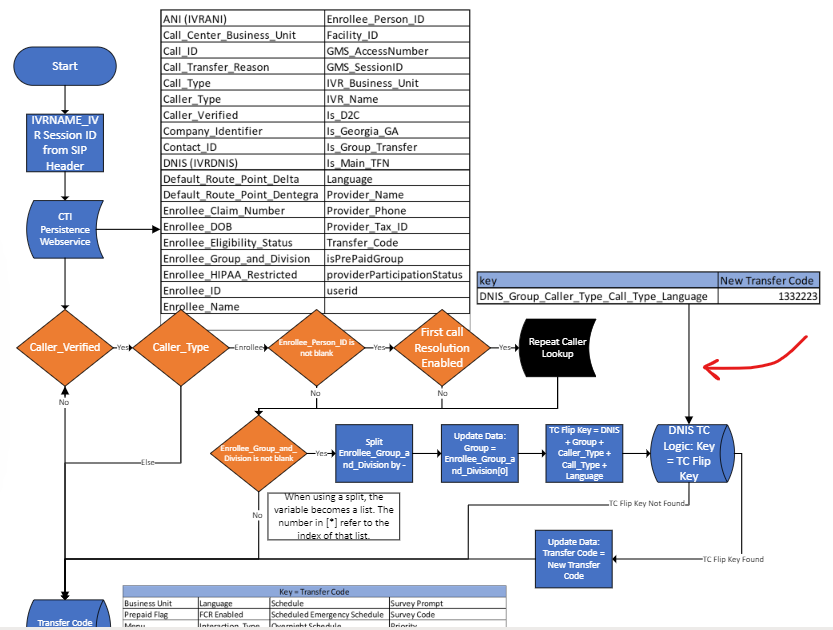 Start
IVRNAME_IV
R Session ID
from SIP
Header
CTI
Persistence
Webservice
ANI (IVRANI) Enrollee_Person_ID
Call_Center_Business_Unit Facility_ID
Call_ID GMS_AccessNumber
Call_Transfer_Reason GMS_SessionID
Call_Type IVR_Business_Unit
Caller_Type IVR_Name
Caller_Verified Is_D2C
Company_Identifier Is_Georgia_GA
Contact_ID Is_Group_Transfer
DNIS (IVRDNIS) Is_Main_TFN
Default_Route_Point_Delta Language
Default_Route_Point_Dentegra Provider_Name
Enrollee_Claim_Number Provider_Phone
Enrollee_DOB Provider_Tax_ID
Enrollee_Eligibility_Status Transfer_Code
Enrollee_Group_and_Division isPrePaidGroup
Enrollee_HIPAA_Restricted providerParticipationStatus
Enrollee_ID userid
Enrollee_Name
key New Transfer Code
DNIS_Group_Caller_Type_Call_Type_Language 1332223
Caller_Verified
Yes
Caller_Type
Enrollee
Enrollee_Person_ID is
not blank
Yes
First call
Resolution
Enabled
Yes
Repeat Caller
Lookup
No
No
No
Else
Enrollee_Group_and_
Division is not blank
Yes
Split
Enrollee_Group_a
nd_Division by -
Update Data:
Group =
Enrollee_Group_a
nd_Division[0]
TC Flip Key = DNIS
+ Group +
Caller_Type +
Call_Type +
Language
DNIS TC
Logic: Key
= TC Flip
Key
No
When using a split, the
variable becomes a list. The
number in [*] refer to the
index of that list.
TC Flip Key Not Found
TC Flip Key Found
Update Data:
Transfer Code =
New Transfer
Code
Transfer Code
Key = Transfer Code
Business Unit Language Schedule Survey Prompt
Prepaid Flag FCR Enabled Scheduled Emergency Schedule Survey Code
Menu Interaction_Type Overnight Schedule Priority